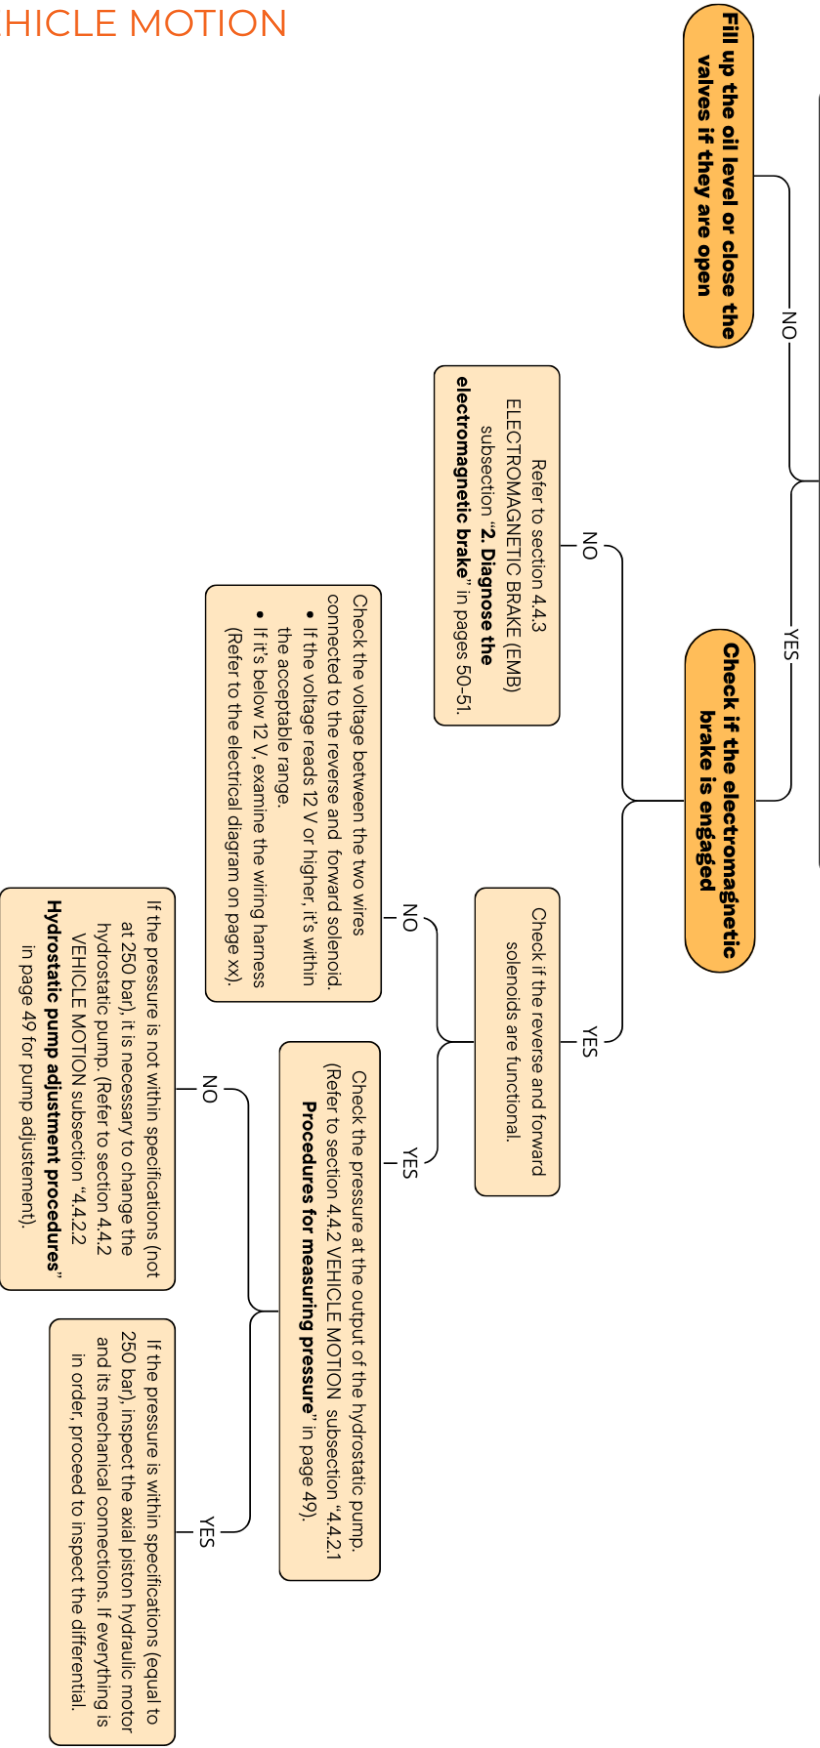 EHICLE MOTION
NO
YES
Fill up the oil level or close the
valves if they are open
Check if the electromagnetic
brake is engaged
NO
YES
Refer to section 4.4.3
ELECTROMAGNETIC BRAKE (EMB)
subsection “2. Diagnose the
electromagnetic brake” in pages 50-51.
Check if the reverse and forward
solenoids are functional.
NO
YES
Check the voltage between the two wires
connected to the reverse and forward solenoid.
• If the voltage reads 12 V or higher, it's within
the acceptable range.
• If it's below 12 V, examine the wiring harness
(Refer to the electrical diagram on page xx).
Check the pressure at the output of the hydrostatic pump.
(Refer to section 4.4.2 VEHICLE MOTION subsection “4.4.2.1
Procedures for measuring pressure” in page 49).
NO
YES
If the pressure is not within specifications (not
at 250 bar), it is necessary to change the
hydrostatic pump. (Refer to section 4.4.2
VEHICLE MOTION subsection “4.4.2.2
Hydrostatic pump adjustment procedures”
in page 49 for pump adjustement).
If the pressure is within specifications (equal to
250 bar), inspect the axial piston hydraulic motor
and its mechanical connections. If everything is
in order, proceed to inspect the differential.